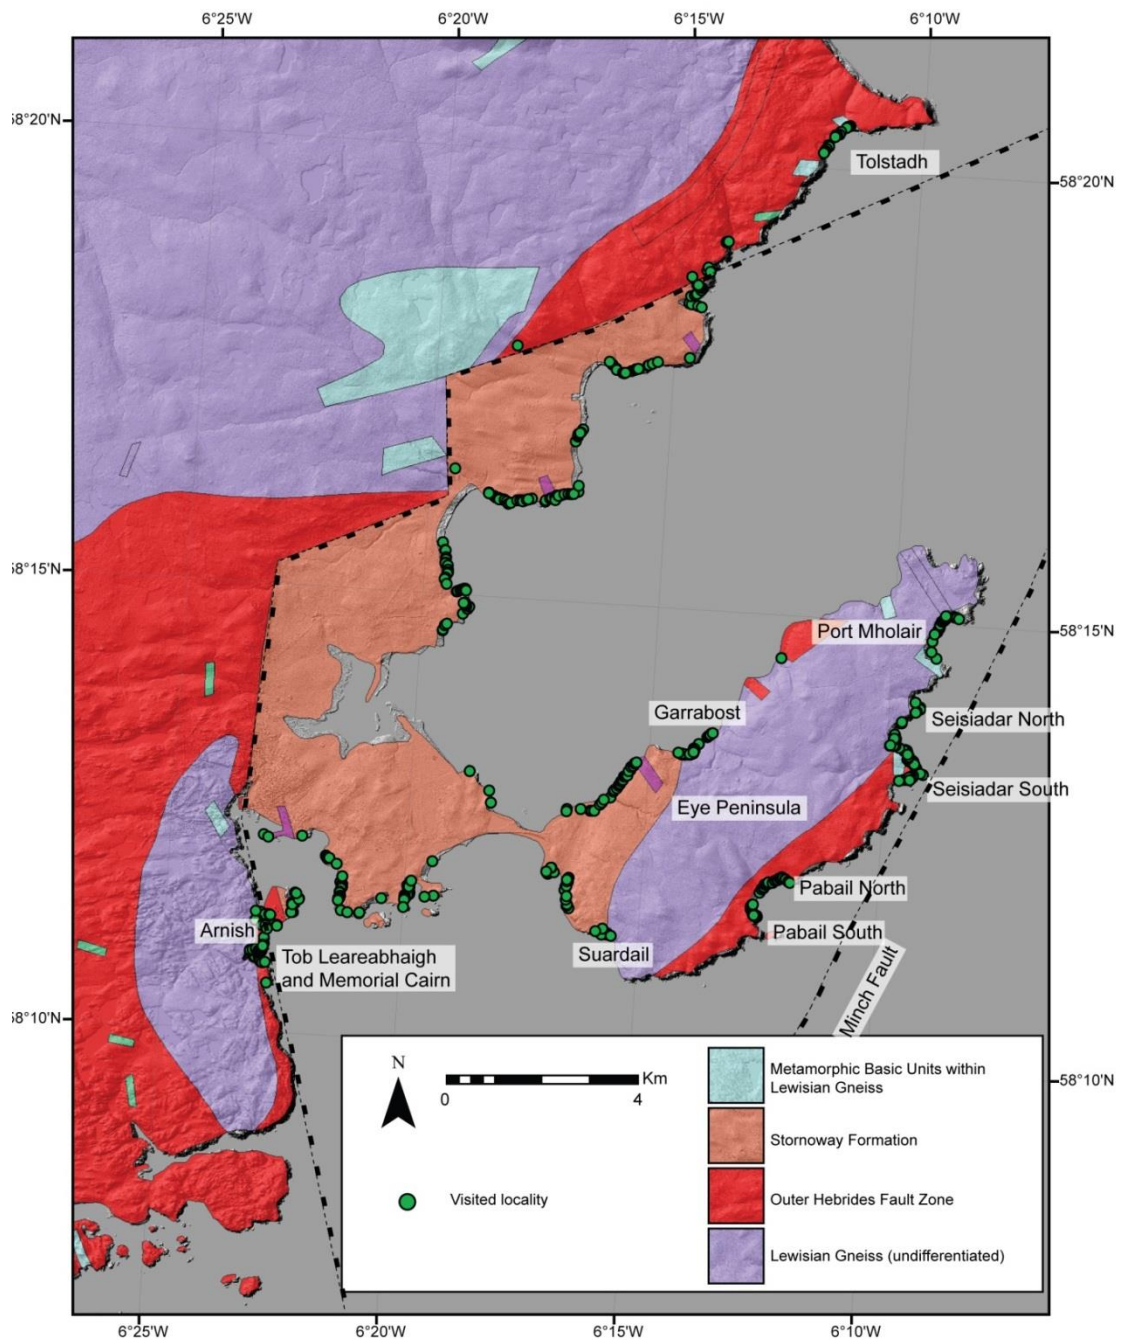 6°25'W
6°20'W
6°15'W
6°10'W
58°20'N
58°20'N
Tolstadh
58°15'N
58°15'N
Port Mholair
Garrabost
Seisiadar North
Seisiadar South
Eye Peninsula
Pabail North
Pabail South
Arnish
Suardail
Tob Leareabhaigh
and Memorial Cairn
Minch Fault
58°10'N
58°10'N
N
Km
0
4
Visited locality
Metamorphic Basic Units within
Lewisian Gneiss
Stornoway Formation
Outer Hebrides Fault Zone
Lewisian Gneiss (undifferentiated)
6°25'W
6°20'W
6°15'W
6°10'W